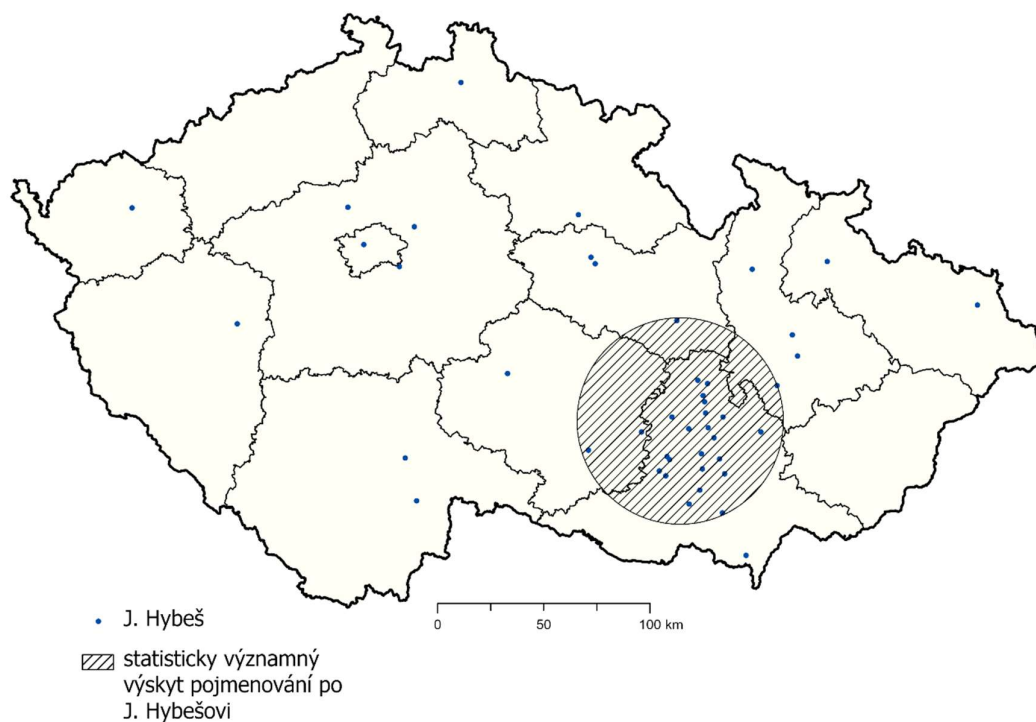 0 50 100 km
J. Hybeš
statisticky významný
výskyt pojmenování po
J. Hybešovi